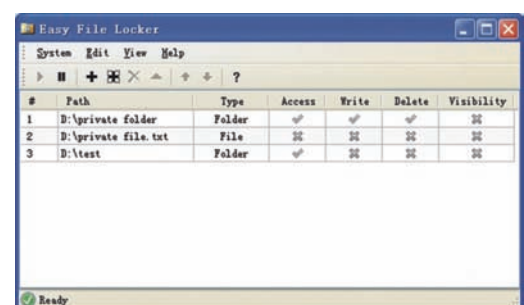 Easy File Locker
System Edit View Help
?
# Path Type Access Write Delete Visibility
1 D:\private folder Folder
2 D:\private file.txt File
3 D:\test Folder
Ready